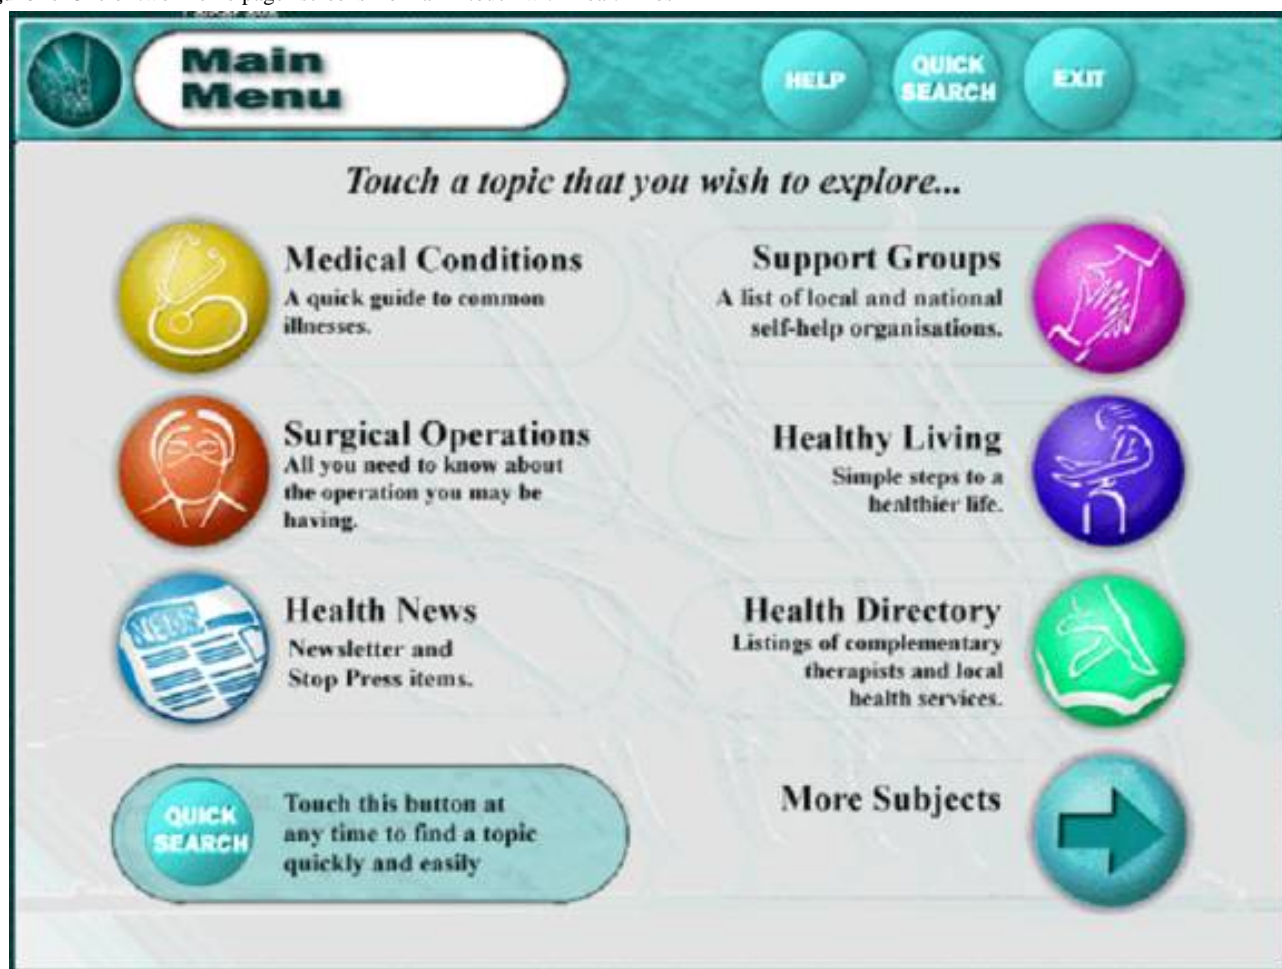 Main
Menu
HELP
QUICK
SEARCH
EXIT
Touch a topic that you wish to explore...
Medical Conditions
A quick guide to common
illnesses.
Support Groups
A list of local and national
self-help organisations.
Surgical Operations
All you need to know about
the operation you may be
having.
Healthy Living
Simple steps to a
healthier life.
NEWS
Health News
Newsletter and
Stop Press items.
Health Directory
Listings of complementary
therapists and local
health services.
QUICK
SEARCH
Touch this button at
any time to find a topic
quickly and easily
More Subjects